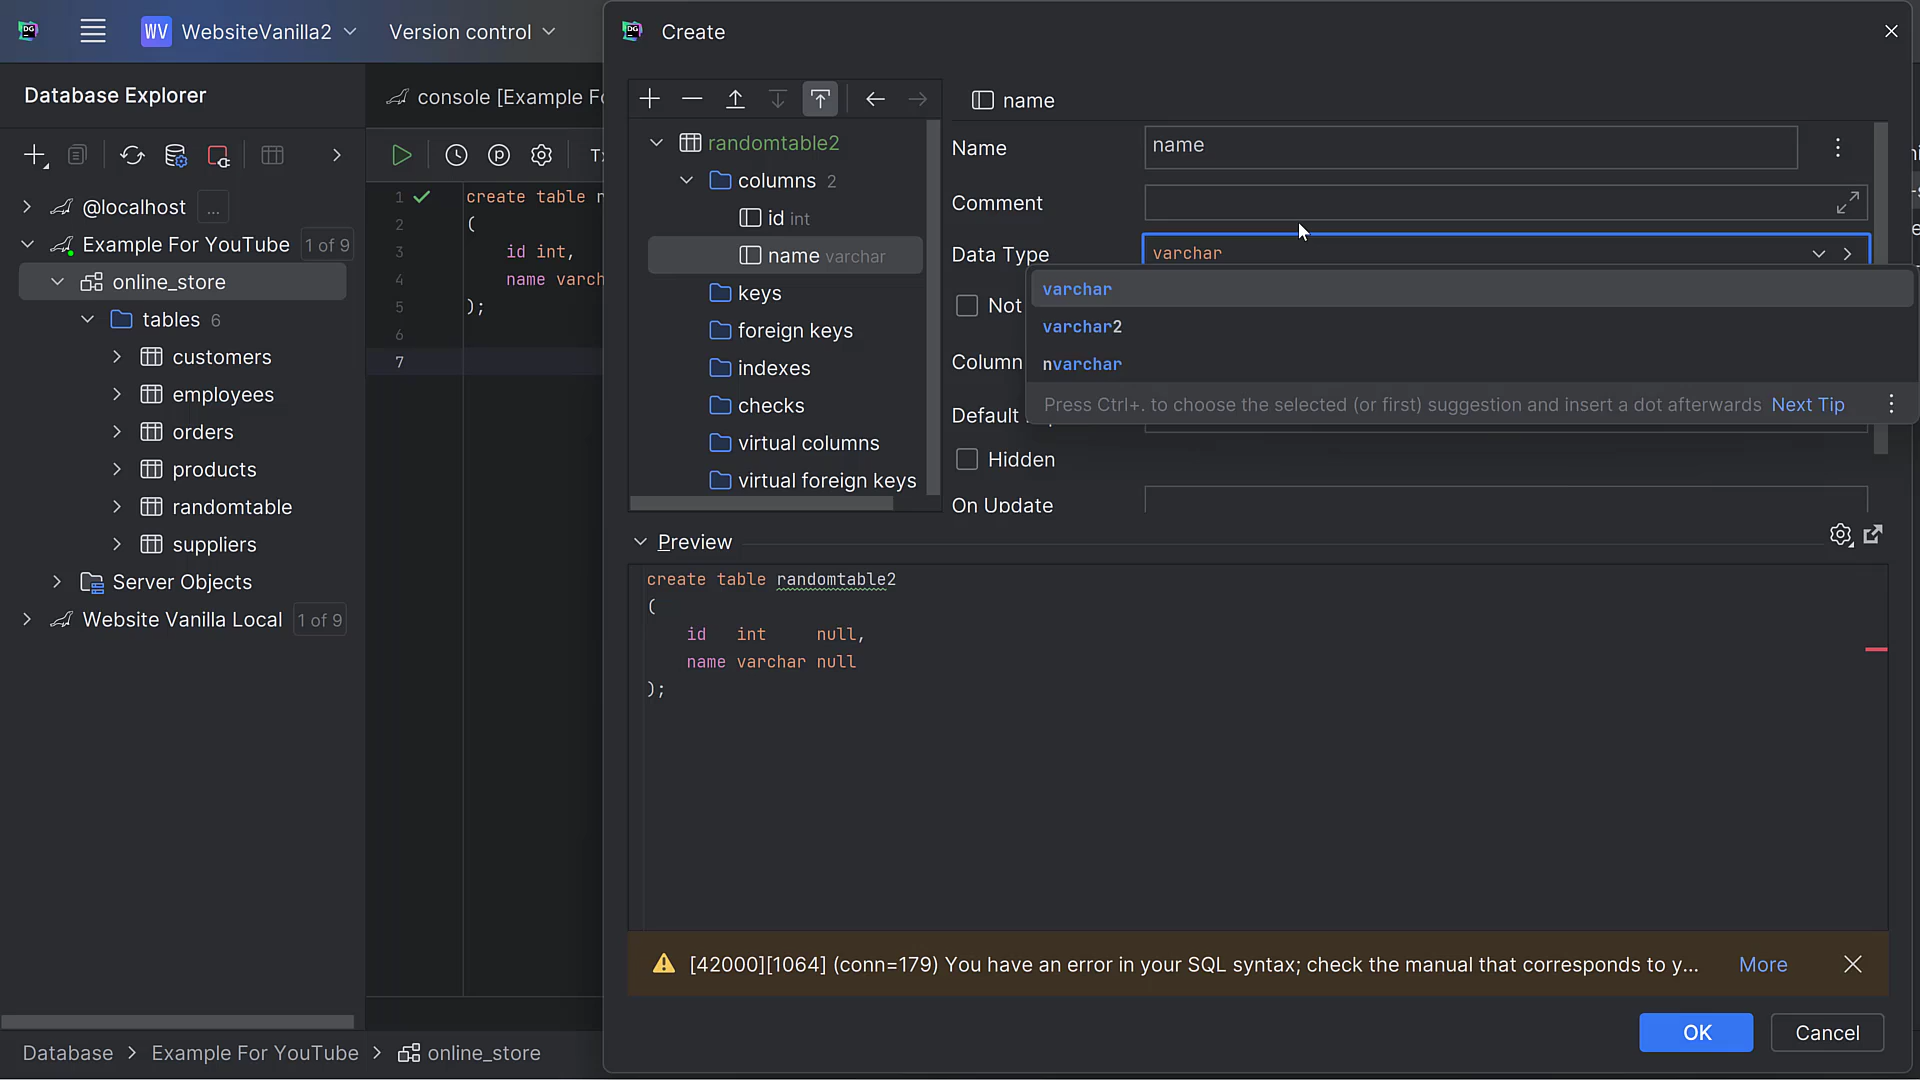 WV WebsiteVanilla2 Version control
Create
Database Explorer
console [Example Fo
Tx
@localhost ...
Example For YouTube 1 of 9
online_store
tables 6
customers
employees
orders
products
randomtable
suppliers
Server Objects
Website Vanilla Local 1 of 9
1 create table
2 (
3 id int,
4 name varch
5 );
6
7
randomtable2
columns 2
id int
name varchar
keys
foreign keys
indexes
checks
virtual columns
virtual foreign keys
name
Name name
Comment
Data Type varchar
varchar
varchar2
nvarchar
Press Ctrl+. to choose the selected (or first) suggestion and insert a dot afterwards Next Tip
Not
Column
Default
Hidden
On Update
Preview
create table randomtable2
(
id int null,
name varchar null
);
[42000][1064] (conn=179) You have an error in your SQL syntax; check the manual that corresponds to y... More
OK Cancel
Database > Example For YouTube > online_store